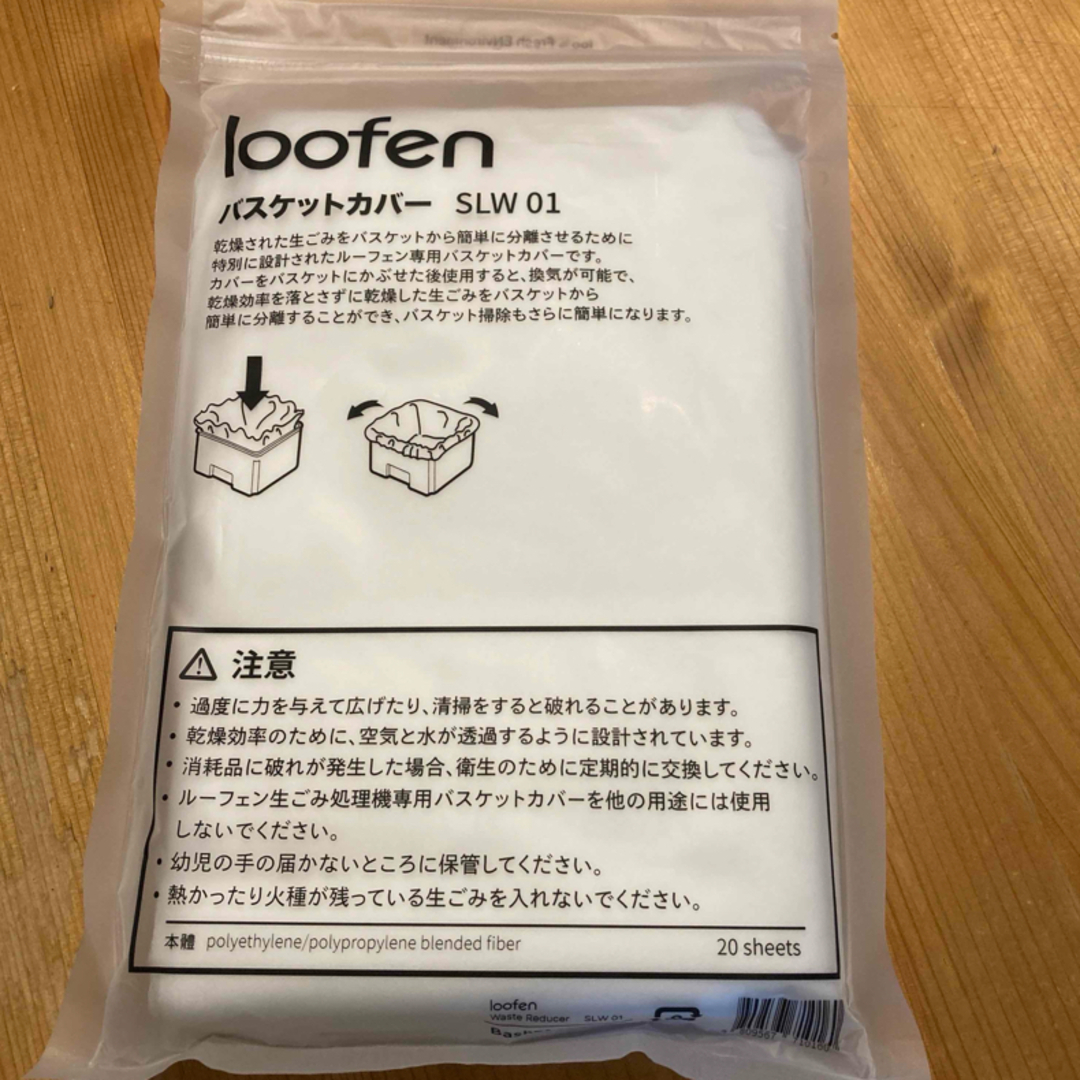 loofen
バスケットカバー SLW 01
乾燥された生ごみをバスケットから簡単に分離させるために
特別に設計されたルーフェン専用バスケットカバーです。
カバーをバスケットにかぶせた後使用すると、換気が可能で、
乾燥効率を落とさずに乾燥した生ごみをバスケットから
簡単に分離することができ、バスケット掃除もさらに簡単になります。
注意
• 過度に力を与えて広げたり、清掃をすると破れることがあります。
• 乾燥効率のために、空気と水が透過するように設計されています。
• 消耗品に破れが発生した場合、衛生のために定期的に交換してください。
• ルーフェン生ごみ処理機専用バスケットカバーを他の用途には使用
しないでください。
• 幼児の手の届かないところに保管してください。
• 熱かったり火種が残っている生ごみを入れないでください。
本體 polyethylene/polypropylene blended fiber 20 sheets
loofen
Waste Reducer SLW 01